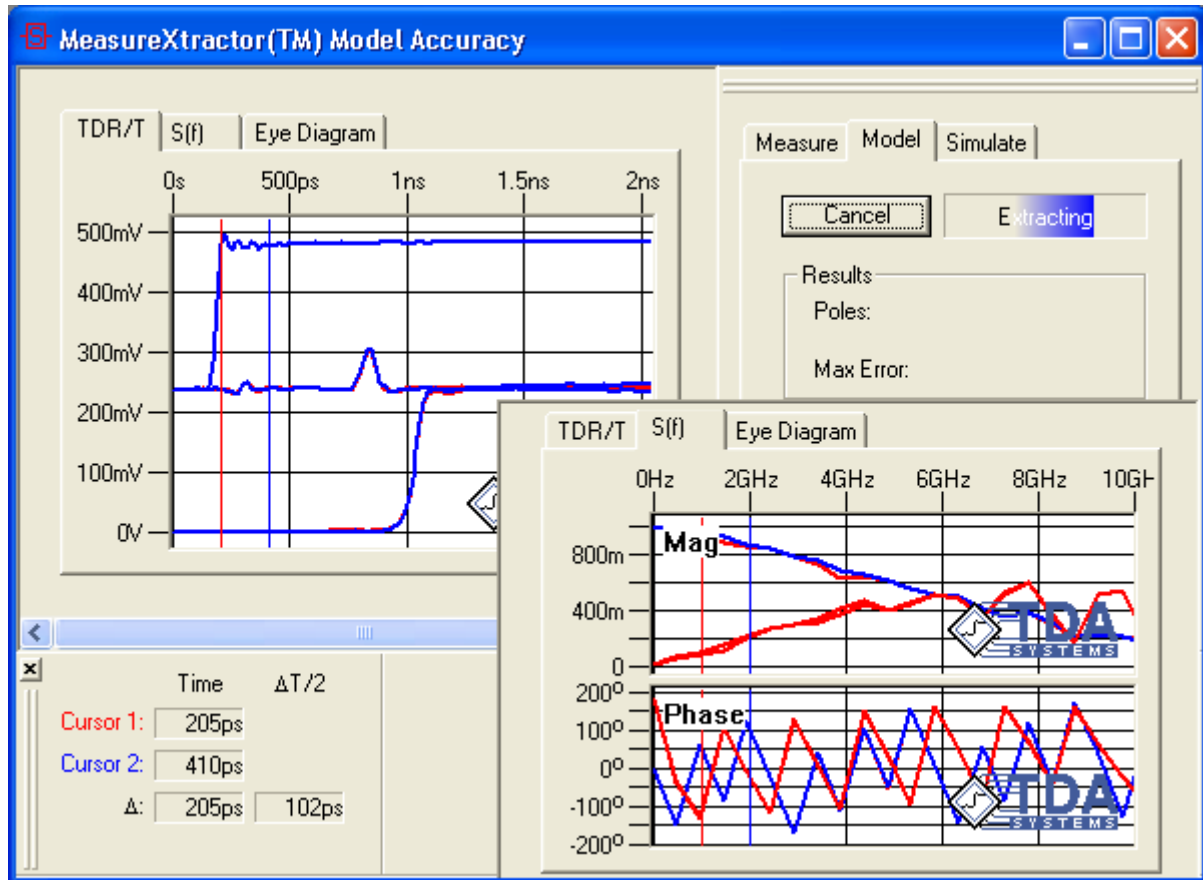 MeasureXtractor(TM) Model Accuracy
TDR/T S(f) Eye Diagram
0s 500ps 1ns 1.5ns 2ns
500mV
400mV
300mV
200mV
100mV
0V
Measure Model Simulate
Cancel Extracting
Results
Poles:
Max Error:
TDR/T S(f) Eye Diagram
0Hz 2GHz 4GHz 6GHz 8GHz 10GH
Mag
800m
400m
0
TDA
SYSTEMS
Phase
200º
100º
0º
-100º
-200º
TDA
SYSTEMS
Time ΔT/2
Cursor 1: 205ps
Cursor 2: 410ps
Δ: 205ps 102ps